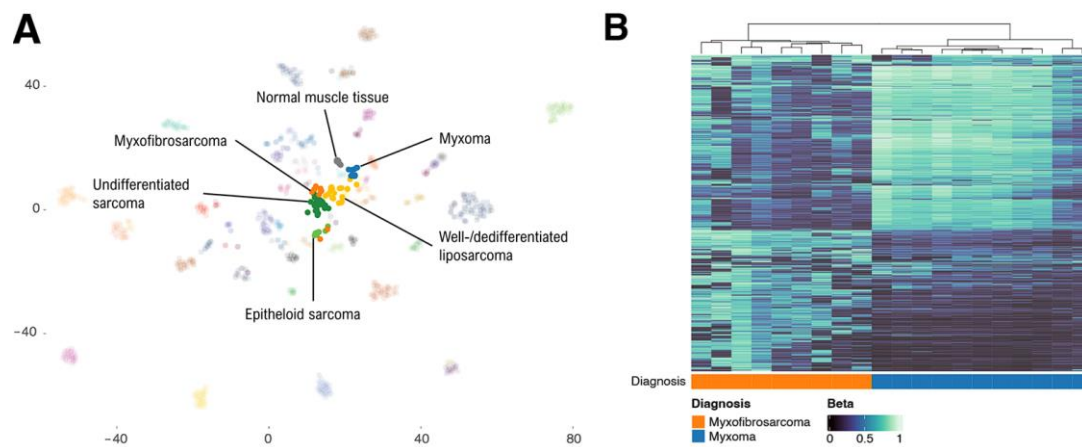 A
B
40
0
−40
−40
0
40
80
Normal muscle tissue
Myxofibrosarcoma
Myxoma
Undifferentiated
sarcoma
Well-/dedifferentiated
liposarcoma
Epitheloid sarcoma
Diagnosis
Diagnosis
Myxofibrosarcoma
Myxoma
Beta
0 0.5 1